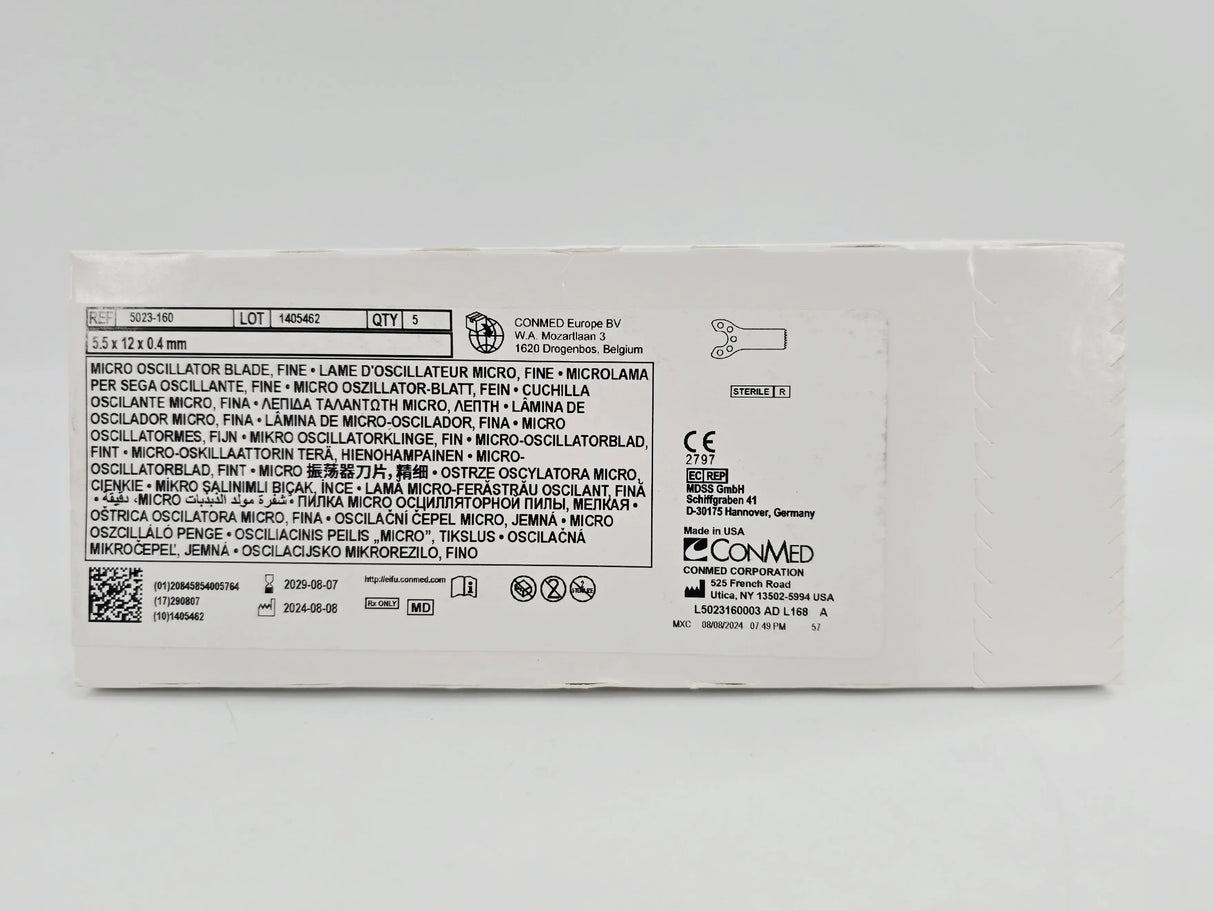 REF 5023-160 LOT 1405462 QTY 5
5.5 x 12 x 0.4 mm
MICRO OSCILLATOR BLADE, FINE • LAME D'OSCILLATEUR MICRO, FINE • MICROLAMA
PER SEGA OSCILLANTE, FINE • MICRO OSZILLATOR-BLATT, FEIN • CUCHILLA
OSCILANTE MICRO, FINA • ΛΕΠΙΔΑ ΤΑΛΑΝΤΩΤΗ MICRO, ΛΕΠΤΗ • LÂMINA DE
OSCILADOR MICRO, FINA • LÂMINA DE MICRO-OSCILADOR, FINA • MICRO
OSCILLATORMES, FIJN • MIKRO OSCILLATORKLINGE, FIN • MICRO-OSCILLATORBLAD,
FINT • MICRO-OSKILLAATTORIN TERÄ, HIENOHAMPAINEN • MICRO-
OSCILLATORBLAD, FINT • MICRO 振荡器刀片, 精细 • OSTRZE OSCYLATORA MICRO,
CIENKIE • MİKRO SALINIMLI BIÇAK, İNCE • LAMĂ MICRO-FERĂSTRĂU OSCILANT, FINĂ
• شفرة مولد الذبذبات MICRO، دقيقة • ПИЛКА MICRO ОСЦИЛЛЯТОРНОЙ ПИЛЫ, МЕЛКАЯ •
OŠTRICA OSCILATORA MICRO, FINA • OSCILAČNÍ ČEPEL MICRO, JEMNÁ • MICRO
OSZCILLÁLÓ PENGE • OSCILIACINIS PEILIS „MICRO”, TIKSLUS • OSCILAČNÁ
MIKROČEPEĽ, JEMNÁ • OSCILACIJSKO MIKROREZILO, FINO
(01)20845854005764
(17)290807
(10)1405462
2029-08-07
2024-08-08
http://eifu.conmed.com
Rx ONLY MD
2 STERILIZE
CONMED Europe BV
W.A. Mozartlaan 3
1620 Drogenbos, Belgium
STERILE R
CE
2797
EC REP
MDSS GmbH
Schiffgraben 41
D-30175 Hannover, Germany
Made in USA
CONMED
CONMED CORPORATION
525 French Road
Utica, NY 13502-5994 USA
L5023160003 AD L168 A
MXC 08/08/2024 07:49 PM 57